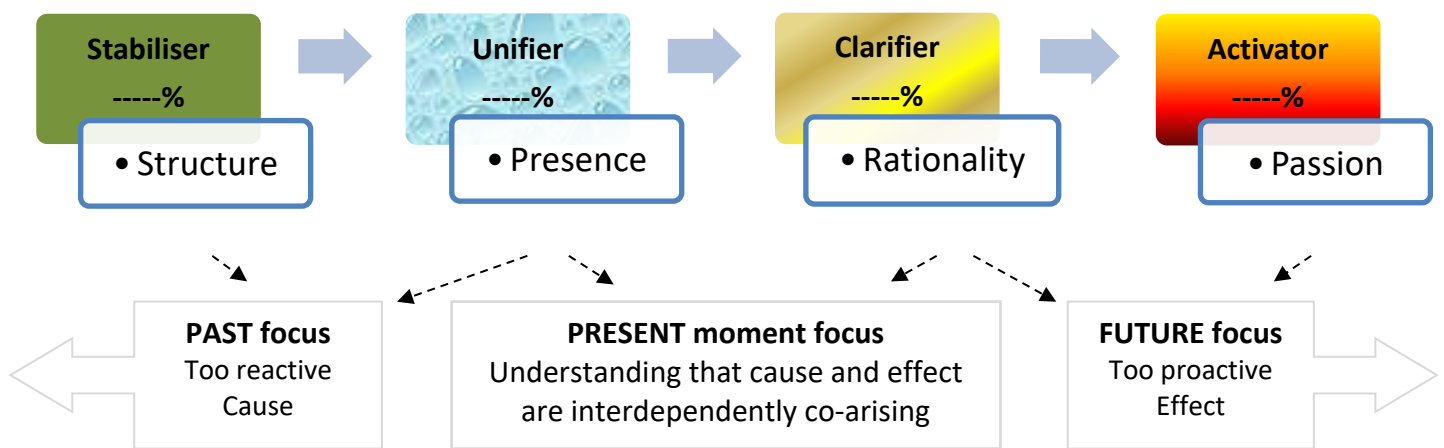 Stabiliser
-----%
• Structure
Unifier
-----%
• Presence
Clarifier
-----%
• Rationality
Activator
-----%
• Passion
PAST focus
Too reactive
Cause
PRESENT moment focus
Understanding that cause and effect
are interdependently co-arising
FUTURE focus
Too proactive
Effect